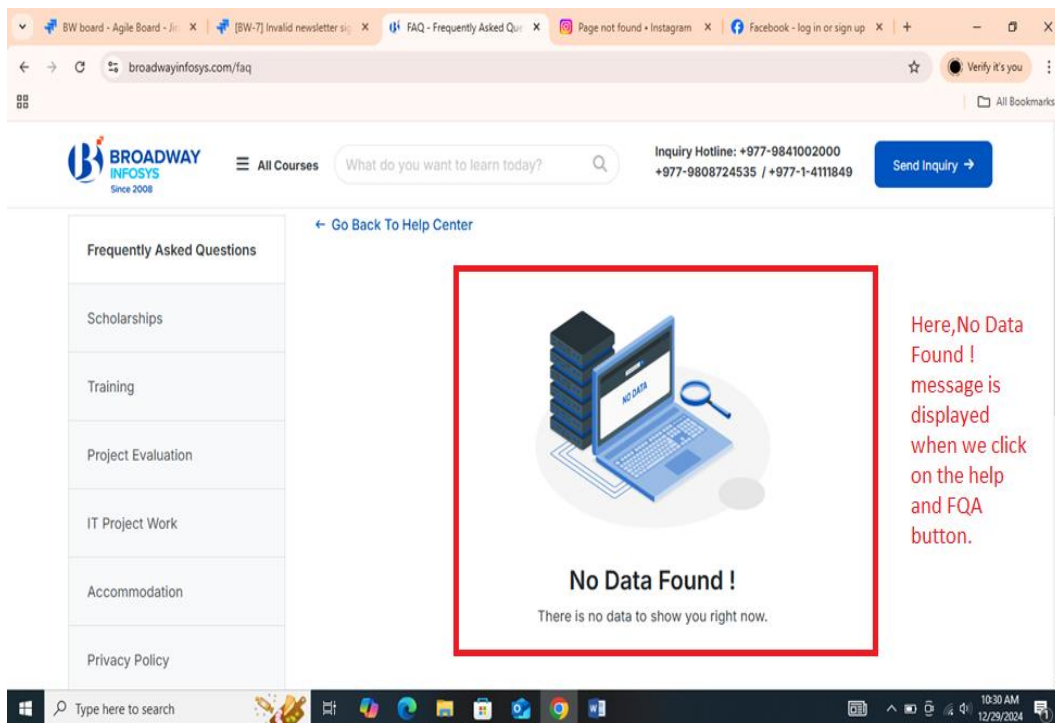 BW board - Agile Board - Jir
[BW-7] Invalid newsletter sig
FAQ - Frequently Asked Que
Page not found • Instagram
Facebook - log in or sign up
broadwayinfosys.com/faq
Verify it's you
All Bookmarks
BROADWAY
INFOSYS
Since 2008
All Courses
What do you want to learn today?
Inquiry Hotline: +977-9841002000
+977-9808724535 / +977-1-4111849
Send Inquiry →
← Go Back To Help Center
Frequently Asked Questions
Scholarships
Training
Project Evaluation
IT Project Work
Accommodation
Privacy Policy
NO DATA
No Data Found !
There is no data to show you right now.
Here,No Data
Found !
message is
displayed
when we click
on the help
and FQA
button.
Type here to search
10:30 AM
12/29/2024